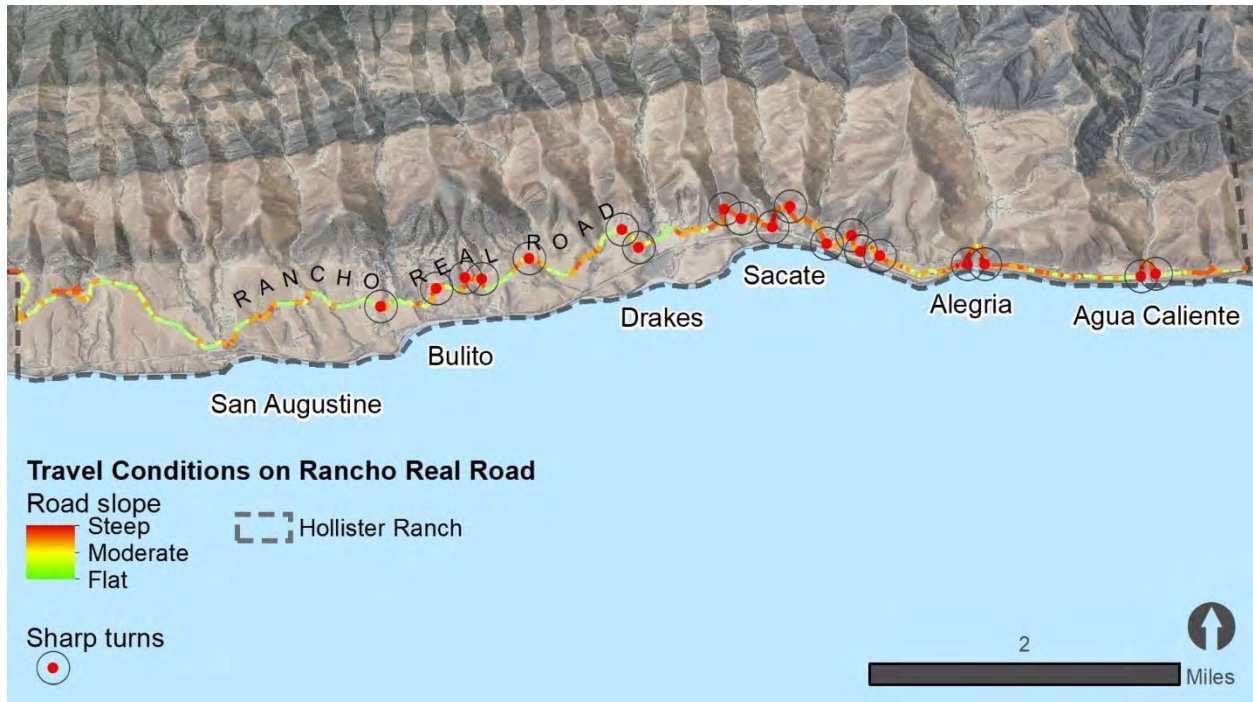 RANCHO REAL ROAD
Sacate
Alegria
Agua Caliente
Drakes
Bulito
San Augustine
Travel Conditions on Rancho Real Road
Road slope
Steep
Moderate
Flat
Hollister Ranch
Sharp turns
2
Miles